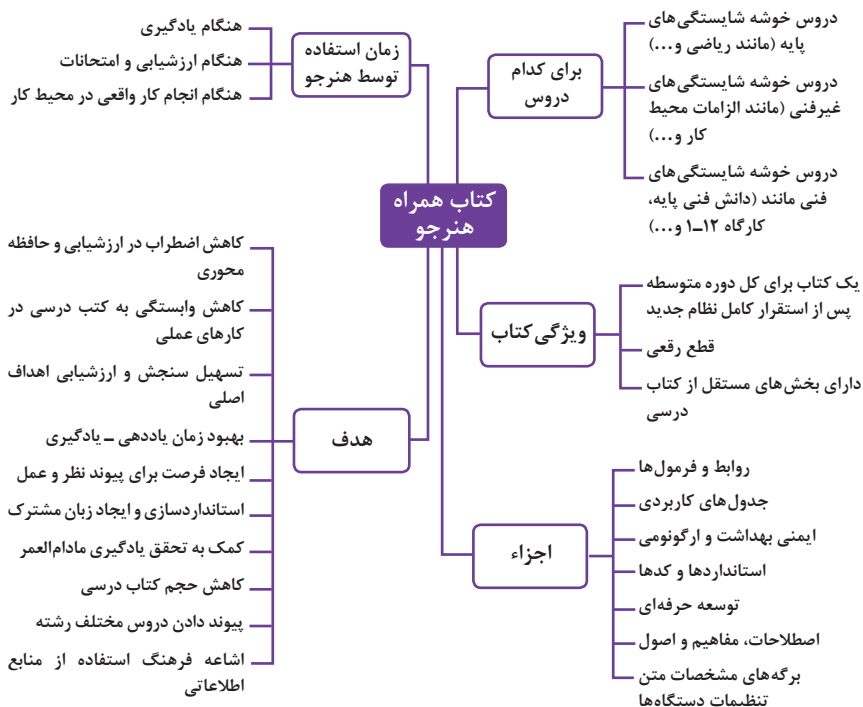 کتاب همراه
هنرجو
برای کدام
دروس
دروس خوشه شایستگی‌های
پایه (مانند ریاضی و...)
دروس خوشه شایستگی‌های
غیرفنی (مانند الزامات محیط
کار و...)
دروس خوشه شایستگی‌های
فنی مانند (دانش فنی پایه،
کارگاه ۱۲ــ۱ و...)
ویژگی کتاب
یک کتاب برای کل دوره متوسطه
پس از استقرار کامل نظام جدید
قطع رقعی
دارای بخش‌های مستقل از کتاب
درسی
اجزاء
روابط و فرمول‌ها
جدول‌های کاربردی
ایمنی بهداشت و ارگونومی
استانداردها و کدها
توسعه حرفه‌ای
اصطلاحات، مفاهیم و اصول
برگه‌های مشخصات متن
تنظیمات دستگاه‌ها
زمان استفاده
توسط هنرجو
هنگام یادگیری
هنگام ارزشیابی و امتحانات
هنگام انجام کار واقعی در محیط کار
هدف
کاهش اضطراب در ارزشیابی و حافظه
محوری
کاهش وابستگی به کتب درسی در
کارهای عملی
تسهیل سنجش و ارزشیابی اهداف
اصلی
بهبود زمان یاددهی ــ یادگیری
ایجاد فرصت برای پیوند نظر و عمل
استانداردسازی و ایجاد زبان مشترک
کمک به تحقق یادگیری مادام‌العمر
کاهش حجم کتاب درسی
پیوند دادن دروس مختلف رشته
اشاعه فرهنگ استفاده از منابع
اطلاعاتی